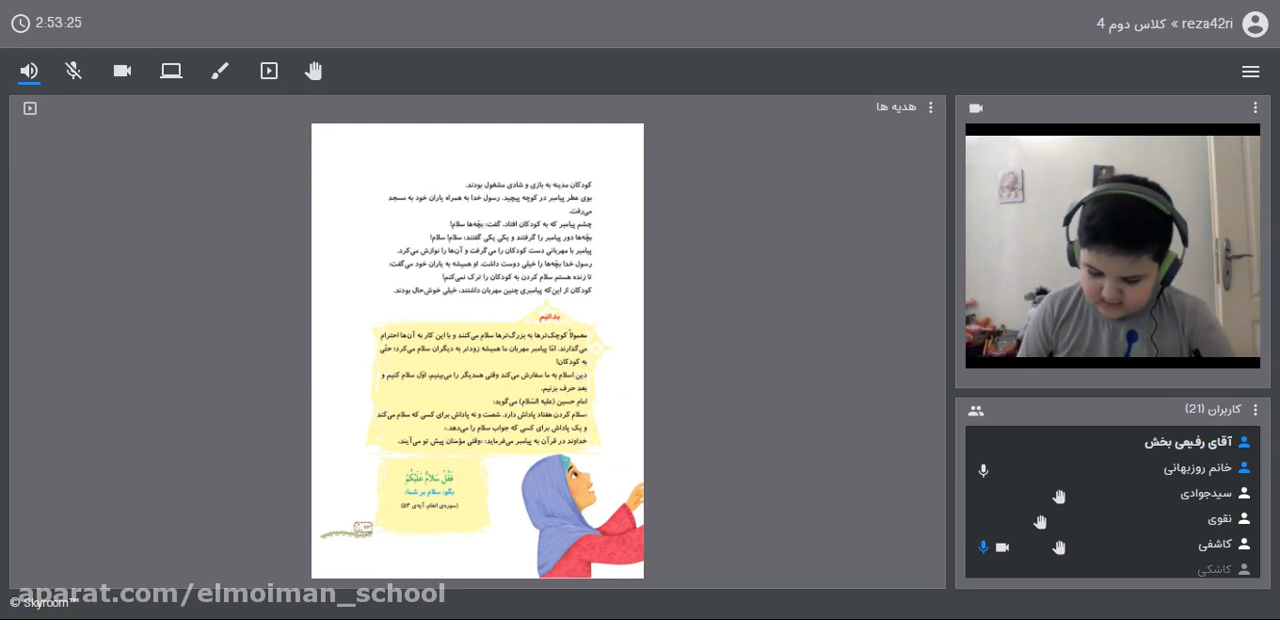 2:53:25
reza42ri » کلاس دوم 4
هدیه ها
کودکان مدینه به بازی و شادی مشغول بودند.
بوی عطر پیامبر در کوچه پیچید. رسول خدا به همراه یاران خود به مسجد
می‌رفت.
چشم پیامبر که به کودکان افتاد، گفت: بچّه‌ها سلام!
بچّه‌ها دور پیامبر را گرفتند و یکی یکی گفتند: سلام! سلام!
پیامبر با مهربانی دست کودکان را می‌گرفت و آن‌ها را نوازش می‌کرد.
رسول خدا بچّه‌ها را خیلی دوست داشت. او همیشه به یاران خود می‌گفت:
تا زنده هستم سلام کردن به کودکان را ترک نمی‌کنم!
کودکان از این‌که پیامبری چنین مهربان داشتند، خیلی خوش‌حال بودند.
بدانیم
معمولاً کوچک‌ترها به بزرگ‌ترها سلام می‌کنند و با این کار به آن‌ها احترام
می‌گذارند. امّا پیامبر مهربان ما همیشه زودتر به دیگران سلام می‌کرد؛ حتّی
به کودکان!
دین اسلام به ما سفارش می‌کند وقتی همدیگر را می‌بینیم، اوّل سلام کنیم و
بعد حرف بزنیم.
امام حسین (علیه السّلام) می‌گوید:
«سلام کردن هفتاد پاداش دارد. شصت و نه پاداش برای کسی که سلام می‌کند
و یک پاداش برای کسی که جواب سلام را می‌دهد.»
خداوند در قرآن به پیامبر می‌فرماید: «وقتی مؤمنان پیش تو می‌آیند،
فَقُلْ سَلامٌ عَلَيْكُمْ
بگو: سلام بر شما»
(سوره‌ی انعام، آیه‌ی ۵۴)
۷۳
کاربران (21)
آقای رفیعی بخش
خانم روزبهانی
سیدجوادی
نقوی
کاشفی
کاشکی
aparat.com/elmoiman_school
© Skyroom™